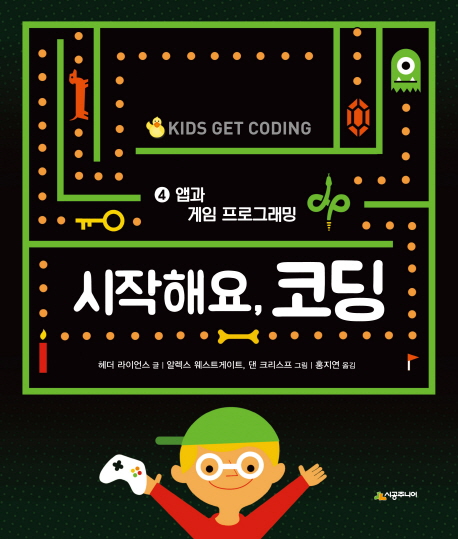 KIDS GET CODING
4 앱과
게임 프로그래밍
dp
시작해요, 코딩
헤더 라이언스 글 | 알렉스 웨스트게이트, 댄 크리스프 그림 | 홍지연 옮김
시공주니어